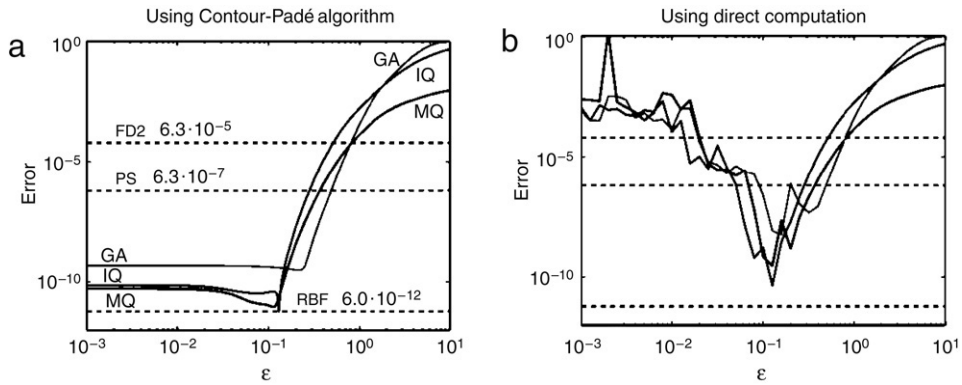 Using Contour-Padé algorithm
a
10^0
GA
IQ
MQ
FD2 6.3·10^-5
10^-5
PS 6.3·10^-7
Error
GA
10^-10
IQ
MQ
RBF 6.0·10^-12
10^-3 10^-2 10^-1 10^0 10^1
ε
Using direct computation
b
10^0
GA
IQ
MQ
10^-5
Error
10^-10
10^-3 10^-2 10^-1 10^0 10^1
ε